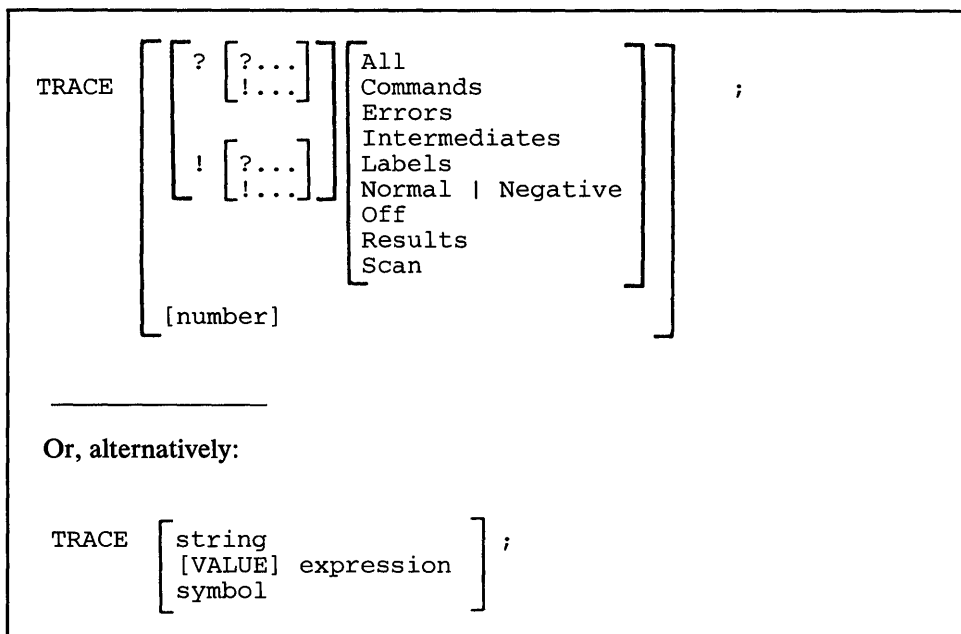 ? [?...] All
TRACE !... Commands ;
Errors
Intermediates
! [?...] Labels
!... Normal | Negative
Off
Results
Scan
[number]
Or, alternatively:
TRACE string ;
[VALUE] expression
symbol